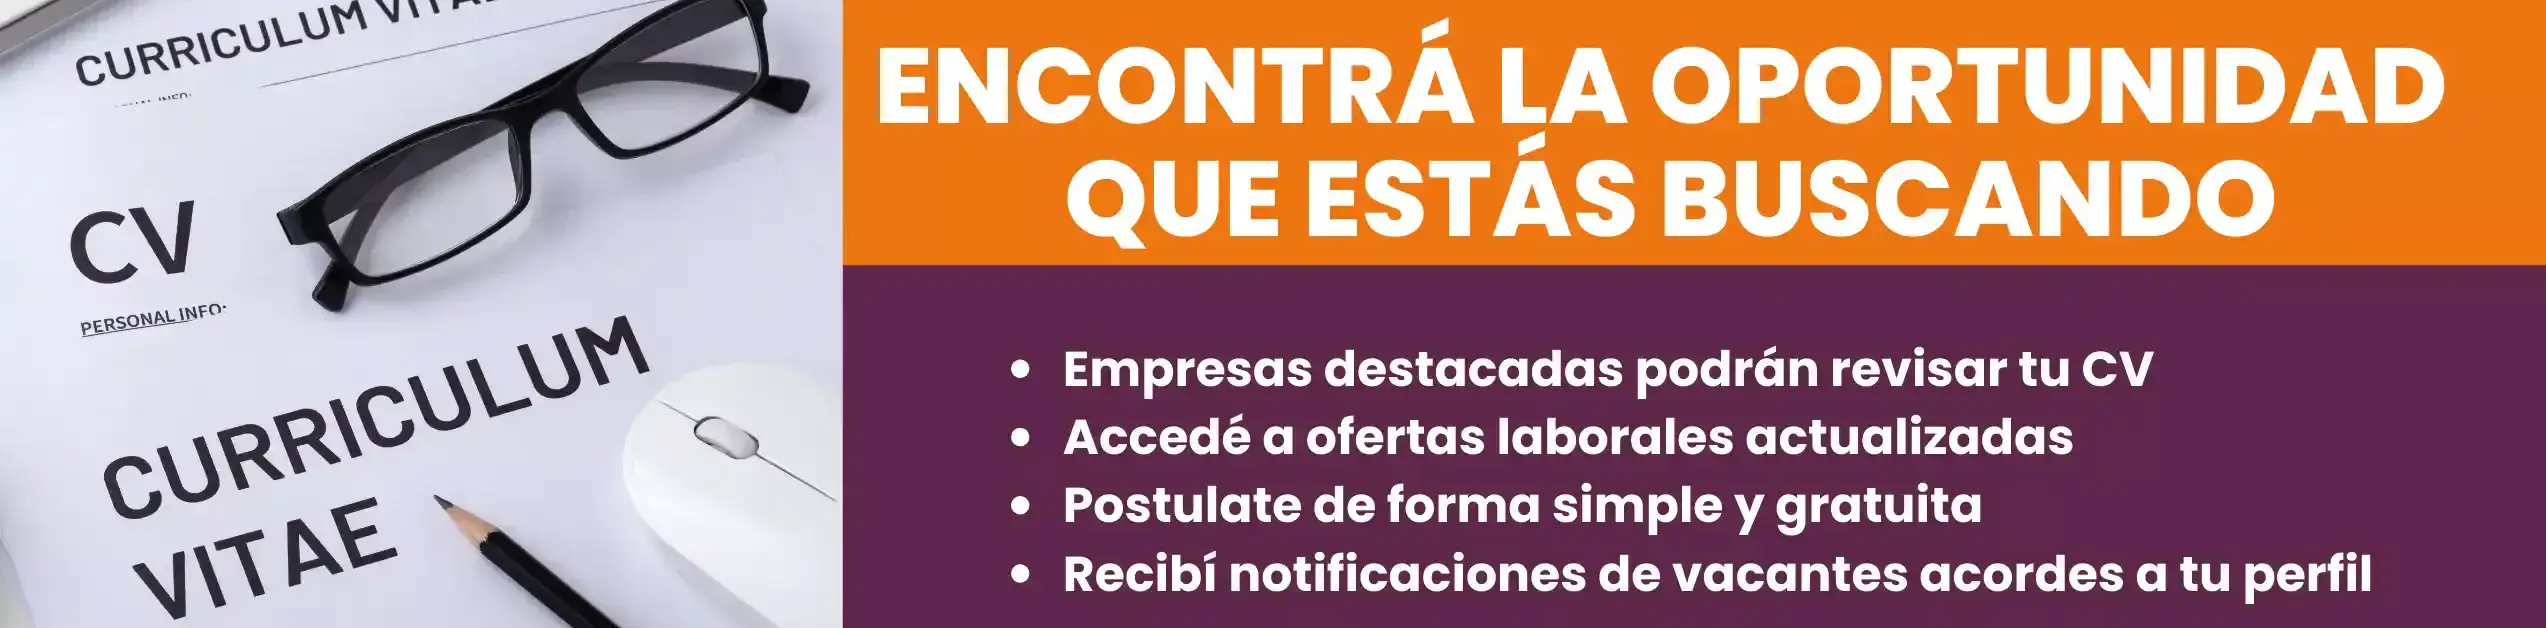 CURRICULUM
CV
PERSONAL INFO:
CURRICULUM
VITAE
ENCONTRÁ LA OPORTUNIDAD
QUE ESTÁS BUSCANDO
• Empresas destacadas podrán revisar tu CV
• Accedé a ofertas laborales actualizadas
• Postulate de forma simple y gratuita
• Recibí notificaciones de vacantes acordes a tu perfil